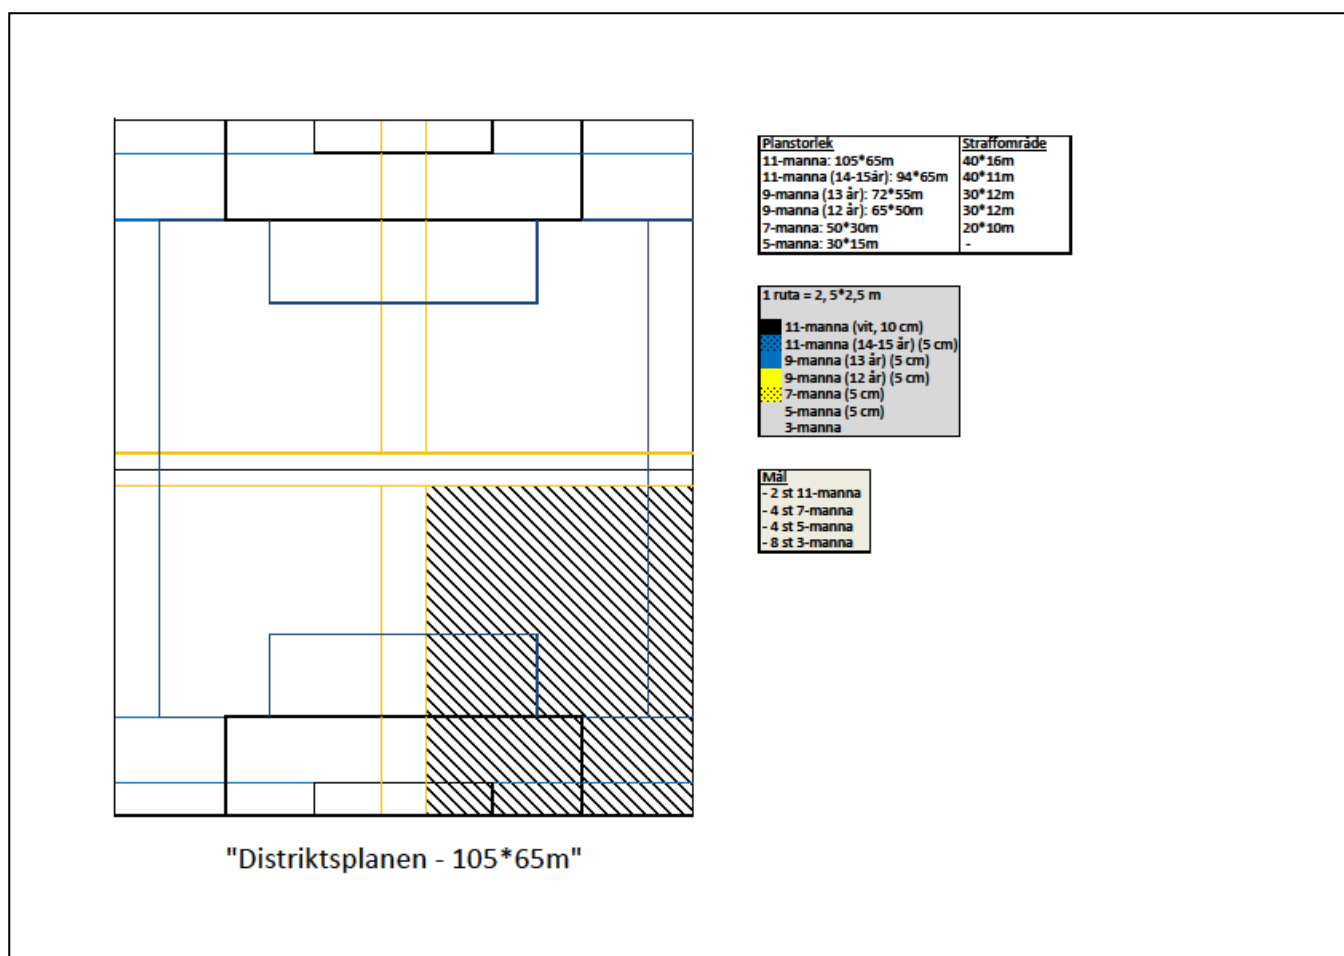 Planstorlek Straffområde
11-manna: 105*65m 40*16m
11-manna (14-15år): 94*65m 40*11m
9-manna (13 år): 72*55m 30*12m
9-manna (12 år): 65*50m 30*12m
7-manna: 50*30m 20*10m
5-manna: 30*15m -
1 ruta = 2, 5*2,5 m
11-manna (vit, 10 cm)
11-manna (14-15 år) (5 cm)
9-manna (13 år) (5 cm)
9-manna (12 år) (5 cm)
7-manna (5 cm)
5-manna (5 cm)
3-manna
Mål
- 2 st 11-manna
- 4 st 7-manna
- 4 st 5-manna
- 8 st 3-manna
"Distriktsplanen - 105*65m"